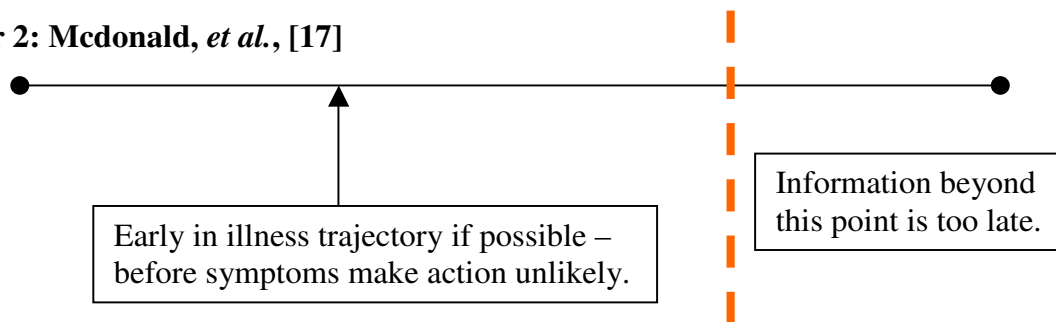 2: Mcdonald, et al., [17]
Early in illness trajectory if possible –
before symptoms make action unlikely.
Information beyond
this point is too late.